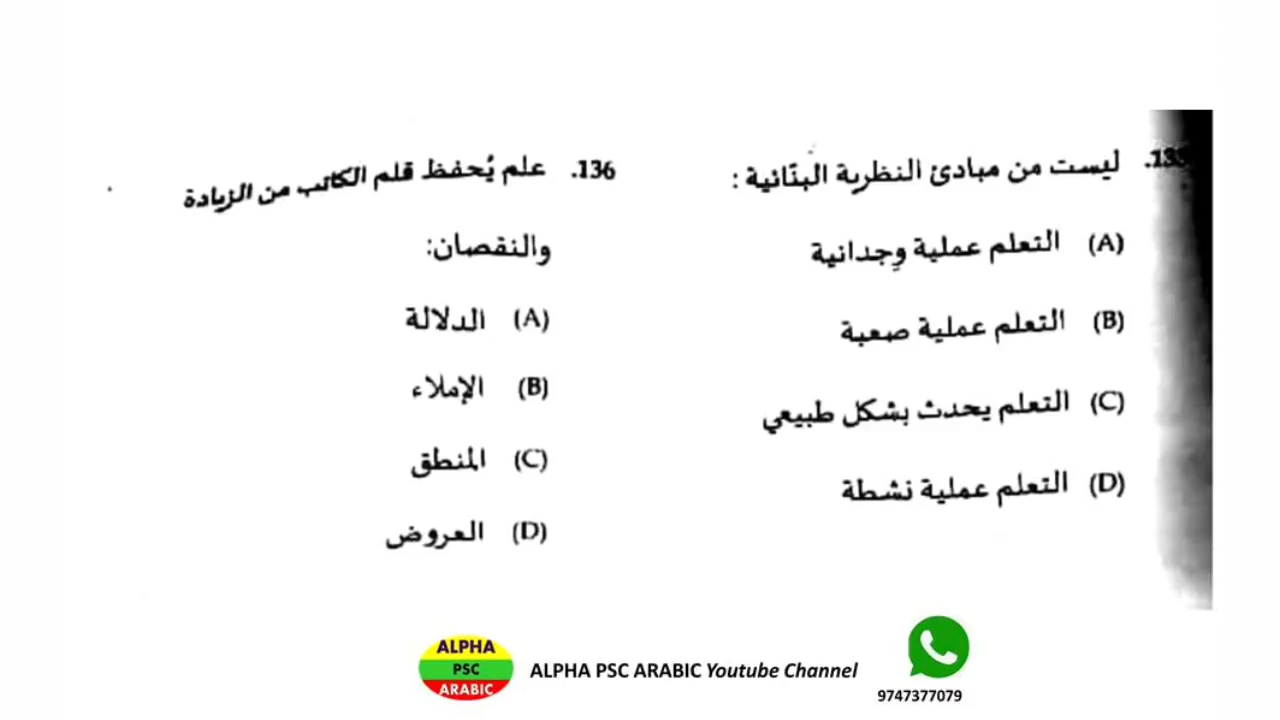 .135 ليست من مبادئ النظرية البنائية :
(A) التعلم عملية وجِدانية
(B) التعلم عملية صعبة
(C) التعلم يحدث بشكل طبيعي
(D) التعلم عملية نشطة
.136 علم يُحفظ قلم الكاتب من الزيادة
والنقصان:
(A) الدلالة
(B) الإملاء
(C) المنطق
(D) العروض
ALPHA
PSC
ARABIC
ALPHA PSC ARABIC Youtube Channel
9747377079